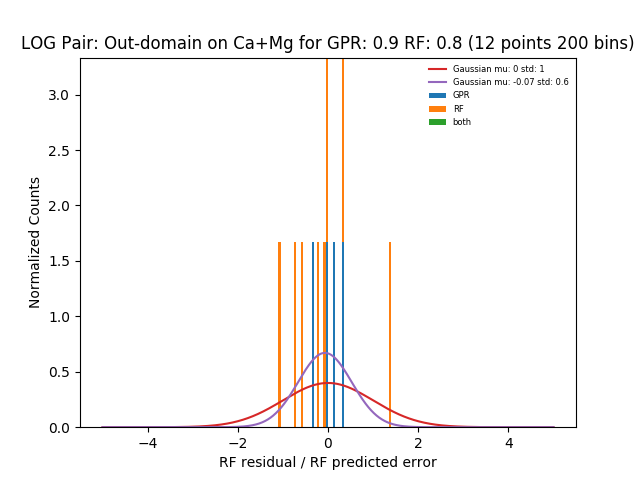 LOG Pair: Out-domain on Ca+Mg for GPR: 0.9 RF: 0.8 (12 points 200 bins)
Gaussian mu: 0 std: 1
Gaussian mu: -0.07 std: 0.6
GPR
RF
both
3.0
2.5
2.0
1.5
1.0
0.5
0.0
Normalized Counts
−4 −2 0 2 4
RF residual / RF predicted error